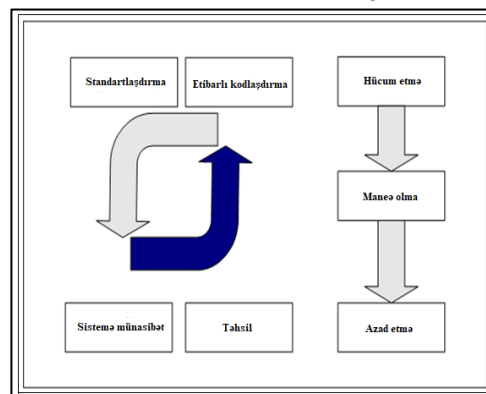 Standartlaşdırma
Etibarlı kodlaşdırma
Hücum etmə
Maneə olma
Sistemə münasibət
Təhsil
Azad etmə